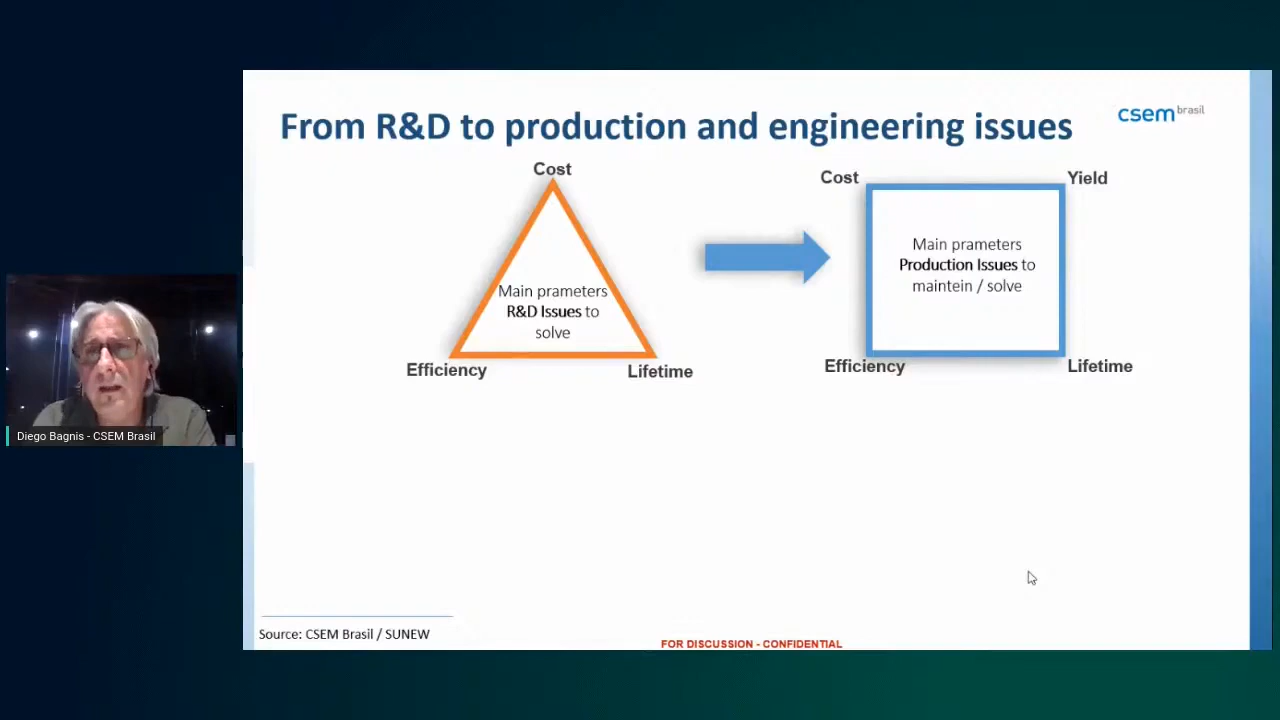 From R&D to production and engineering issues
csem brasil
Cost
Main prameters
R&D Issues to
solve
Efficiency
Lifetime
Cost
Yield
Main prameters
Production Issues to
maintein / solve
Efficiency
Lifetime
Diego Bagnis - CSEM Brasil
Source: CSEM Brasil / SUNEW
FOR DISCUSSION - CONFIDENTIAL